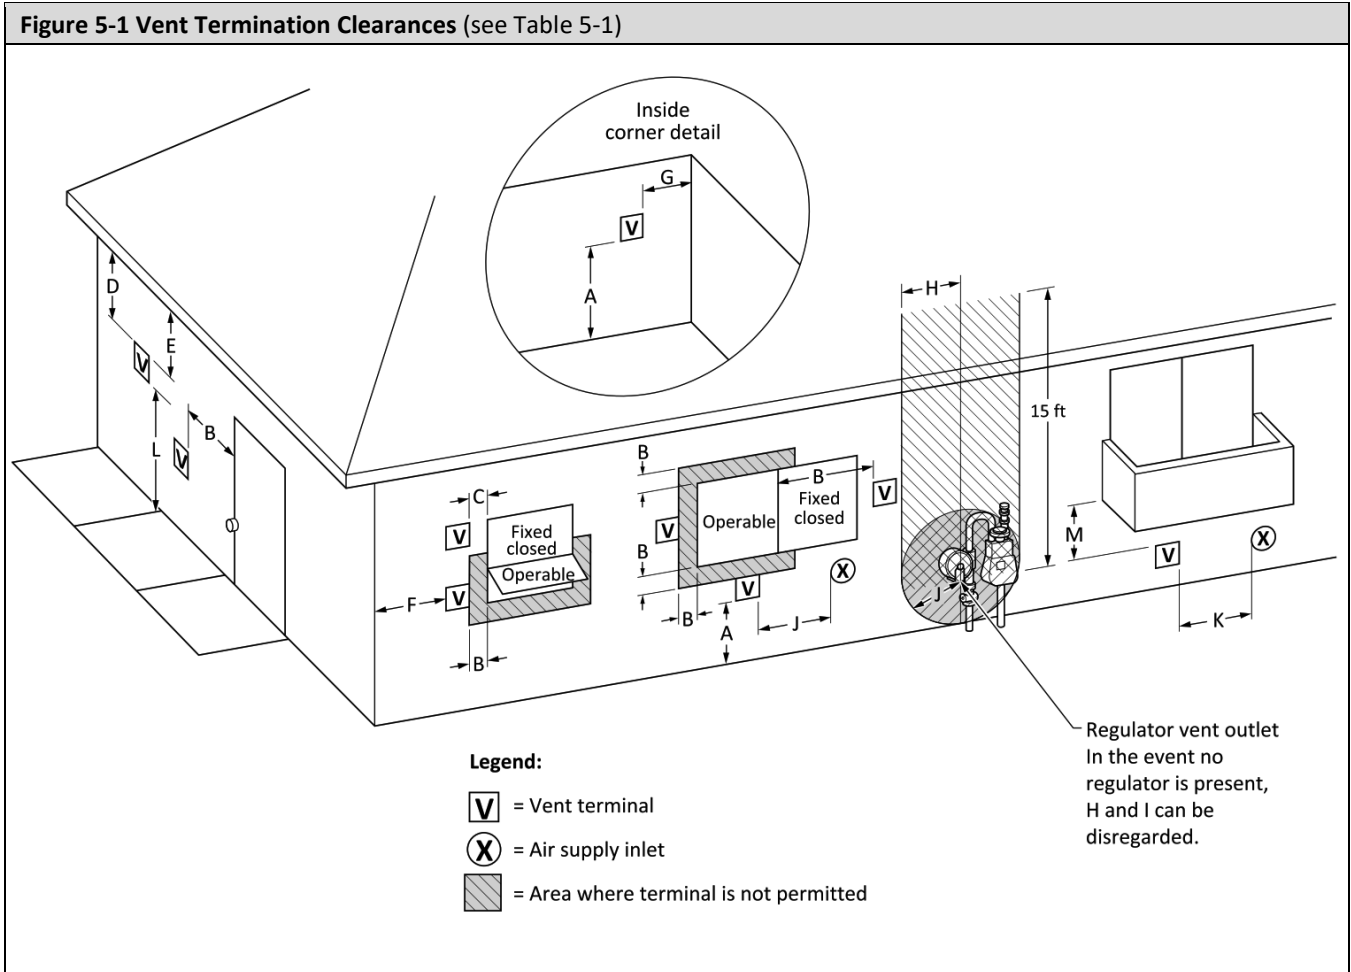 Figure 5-1 Vent Termination Clearances (see Table 5-1)
Inside
corner detail
G
V
A
D
E
V
B
L
V
H
15 ft
C
V
Fixed
closed
Operable
V
F
B
B
B
V
Operable
Fixed
closed
V
B
V
B
A
J
X
J
M
V
X
K
Regulator vent outlet
In the event no
regulator is present,
H and I can be
disregarded.
Legend:
V = Vent terminal
X = Air supply inlet
= Area where terminal is not permitted